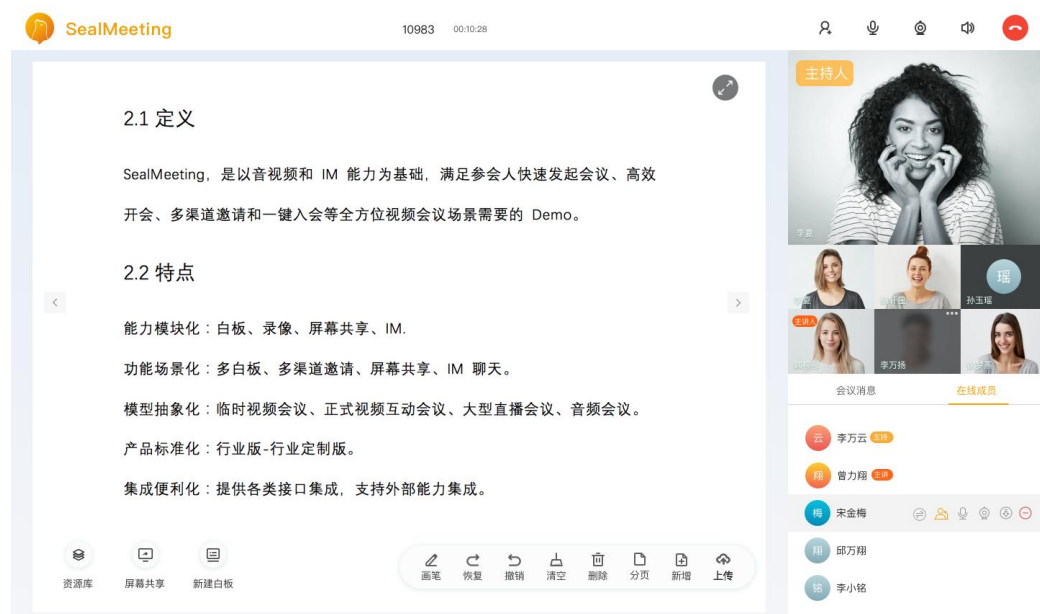 SealMeeting
10983 00:10:28
2.1 定义
SealMeeting，是以音视频和 IM 能力为基础，满足参会人快速发起会议、高效
开会、多渠道邀请和一键入会等全方位视频会议场景需要的 Demo。
2.2 特点
能力模块化：白板、录像、屏幕共享、IM.
功能场景化：多白板、多渠道邀请、屏幕共享、IM 聊天。
模型抽象化：临时视频会议、正式视频互动会议、大型直播会议、音频会议。
产品标准化：行业版-行业定制版。
集成便利化：提供各类接口集成，支持外部能力集成。
资源库 屏幕共享 新建白板
画笔 恢复 撤销 清空 删除 分页 新增 上传
主持人
李夏
瑶
孙玉瑶
主讲人
李万扬
会议消息 在线成员
云 李万云 主持
翔 曾力翔 主讲
梅 宋金梅
翔 邱万翔
铭 李小铭